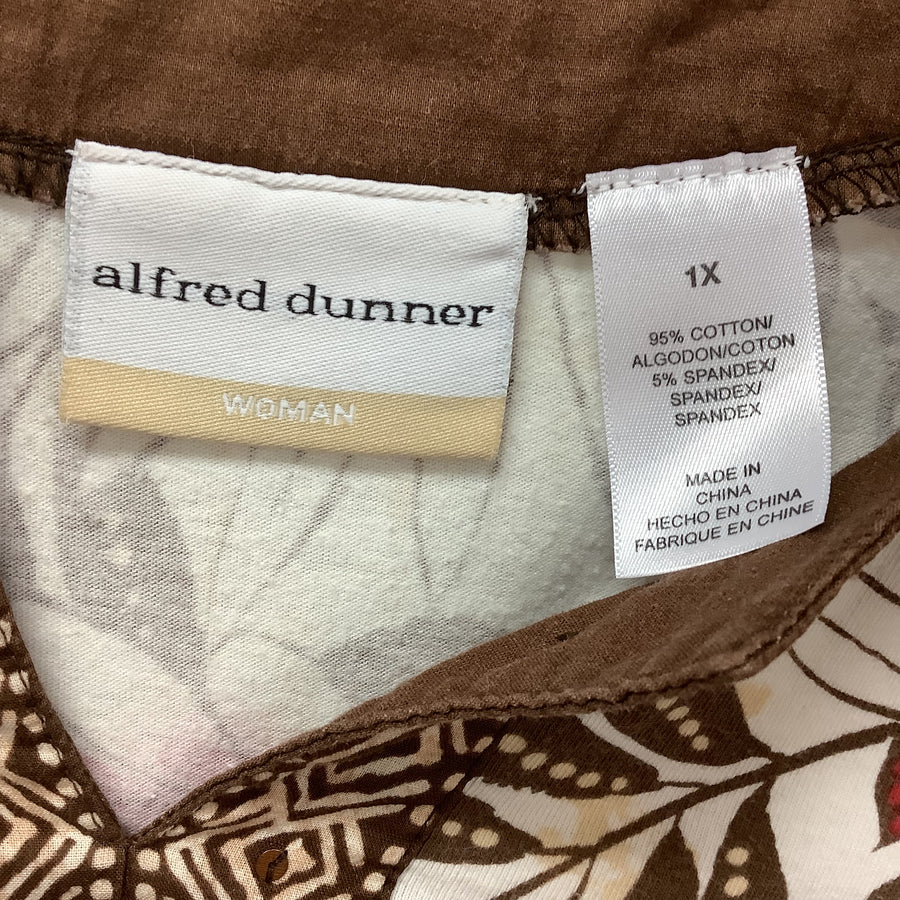 alfred dunner
WOMAN
1X
95% COTTON/
ALGODON/COTON
5% SPANDEX/
SPANDEX/
SPANDEX
MADE IN
CHINA
HECHO EN CHINA
FABRIQUE EN CHINE